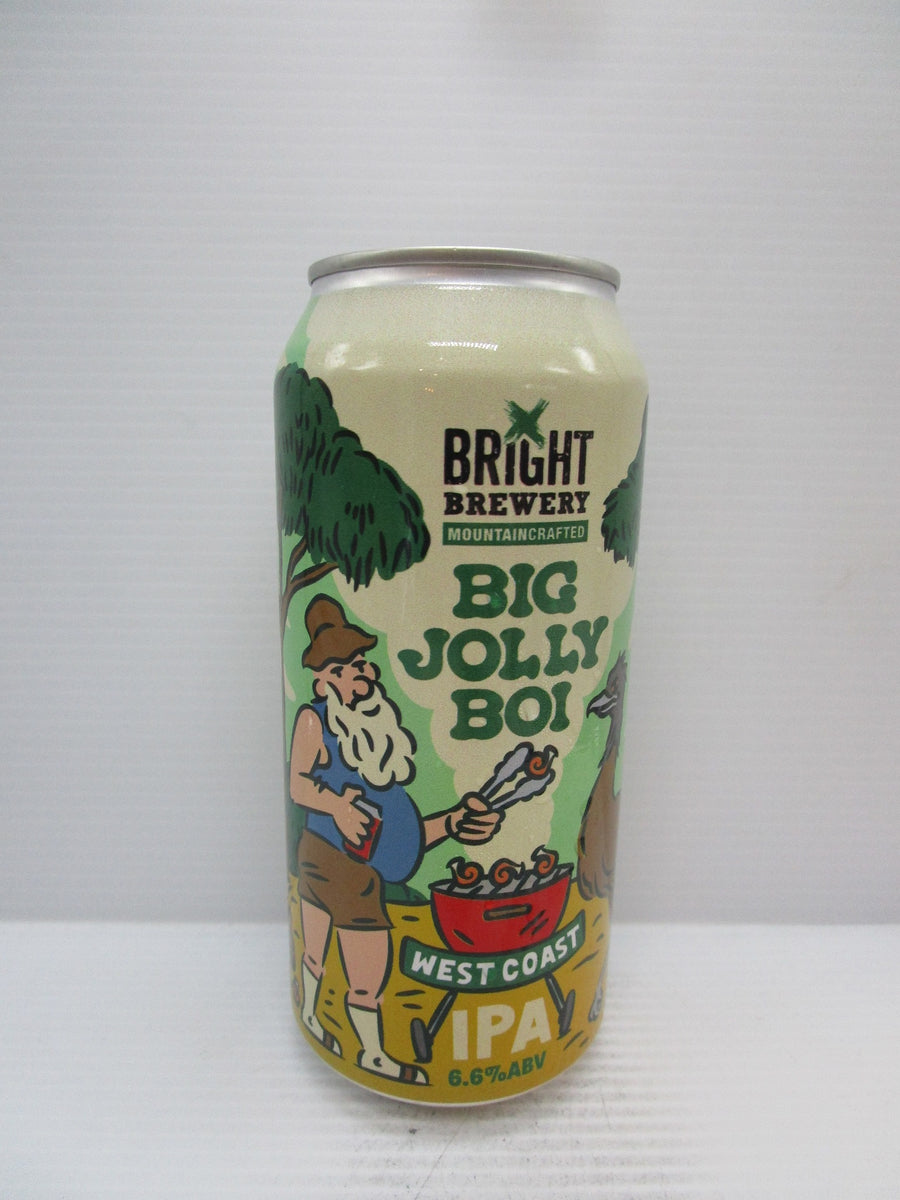 BRIGHT
BREWERY
MOUNTAINCRAFTED
BIG
JOLLY
BOI
WEST COAST
IPA
6.6%ABV